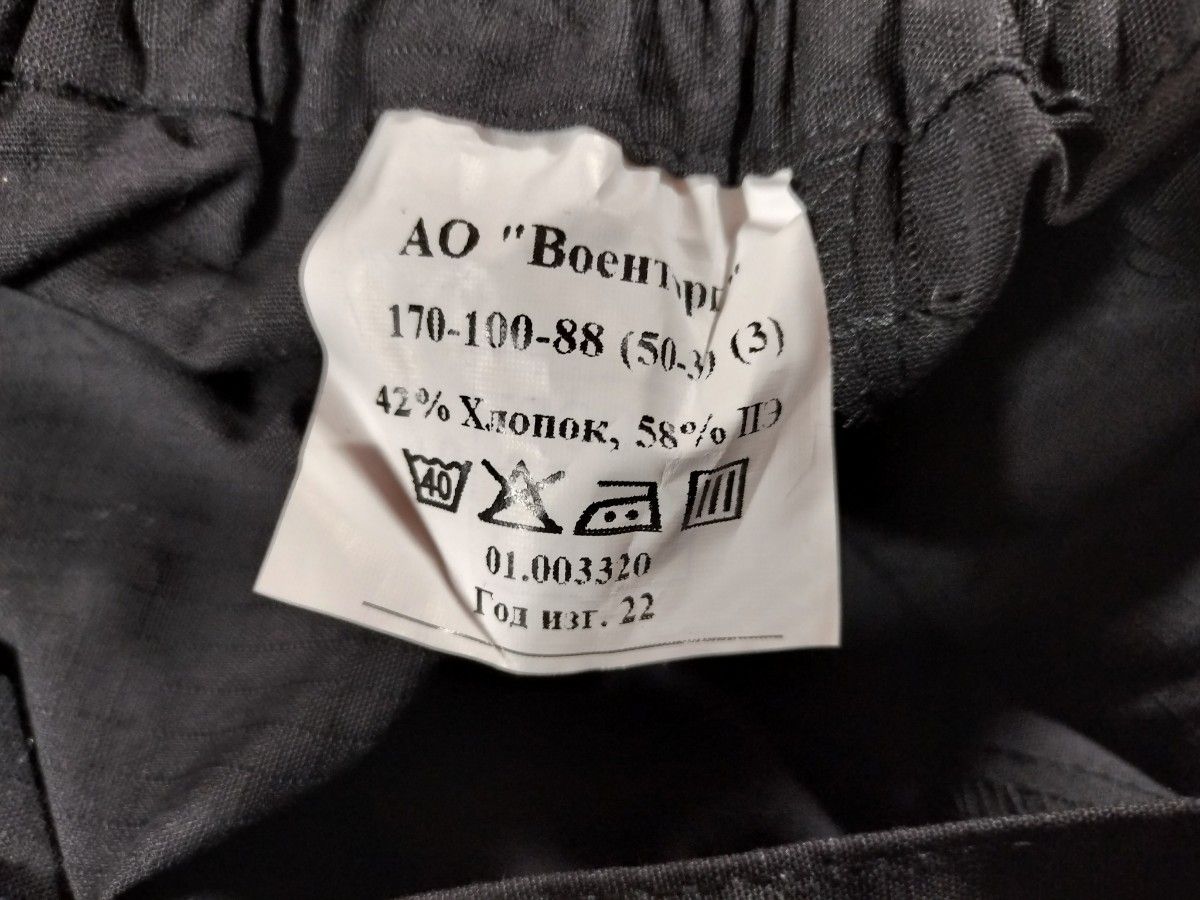 АО "Военторг"
170-100-88 (50-3) (3)
42% Хлопок, 58% ПЭ
40
01.003320
Год изг. 22